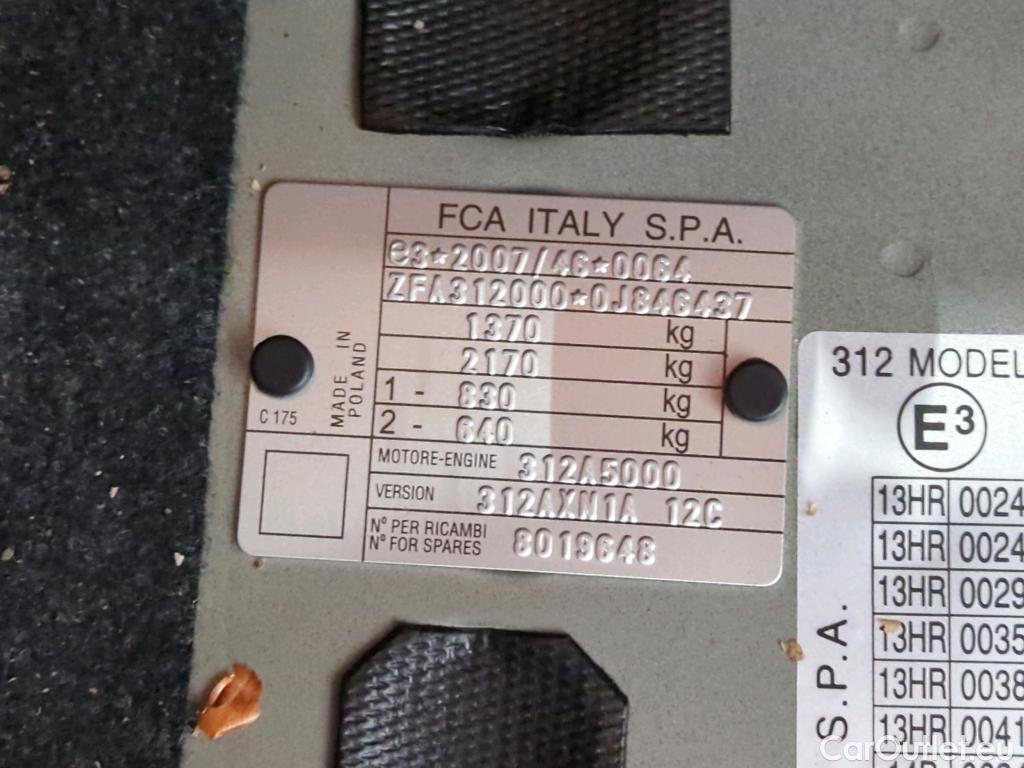 FCA ITALY S.P.A.
e3*2007/46*0064
ZFA312000*0J846437
1370 kg
2170 kg
1 - 830 kg
2 - 640 kg
MADE IN
POLAND
C 175
MOTORE-ENGINE 312A5000
VERSION 312AXN1A 12C
N° PER RICAMBI
N° FOR SPARES 8019648
312 MODEL
E3
13HR 0024
13HR 0024
13HR 0029
13HR 0035
13HR 0038
13HR 0041
S.P.A.
CarOutlet.eu